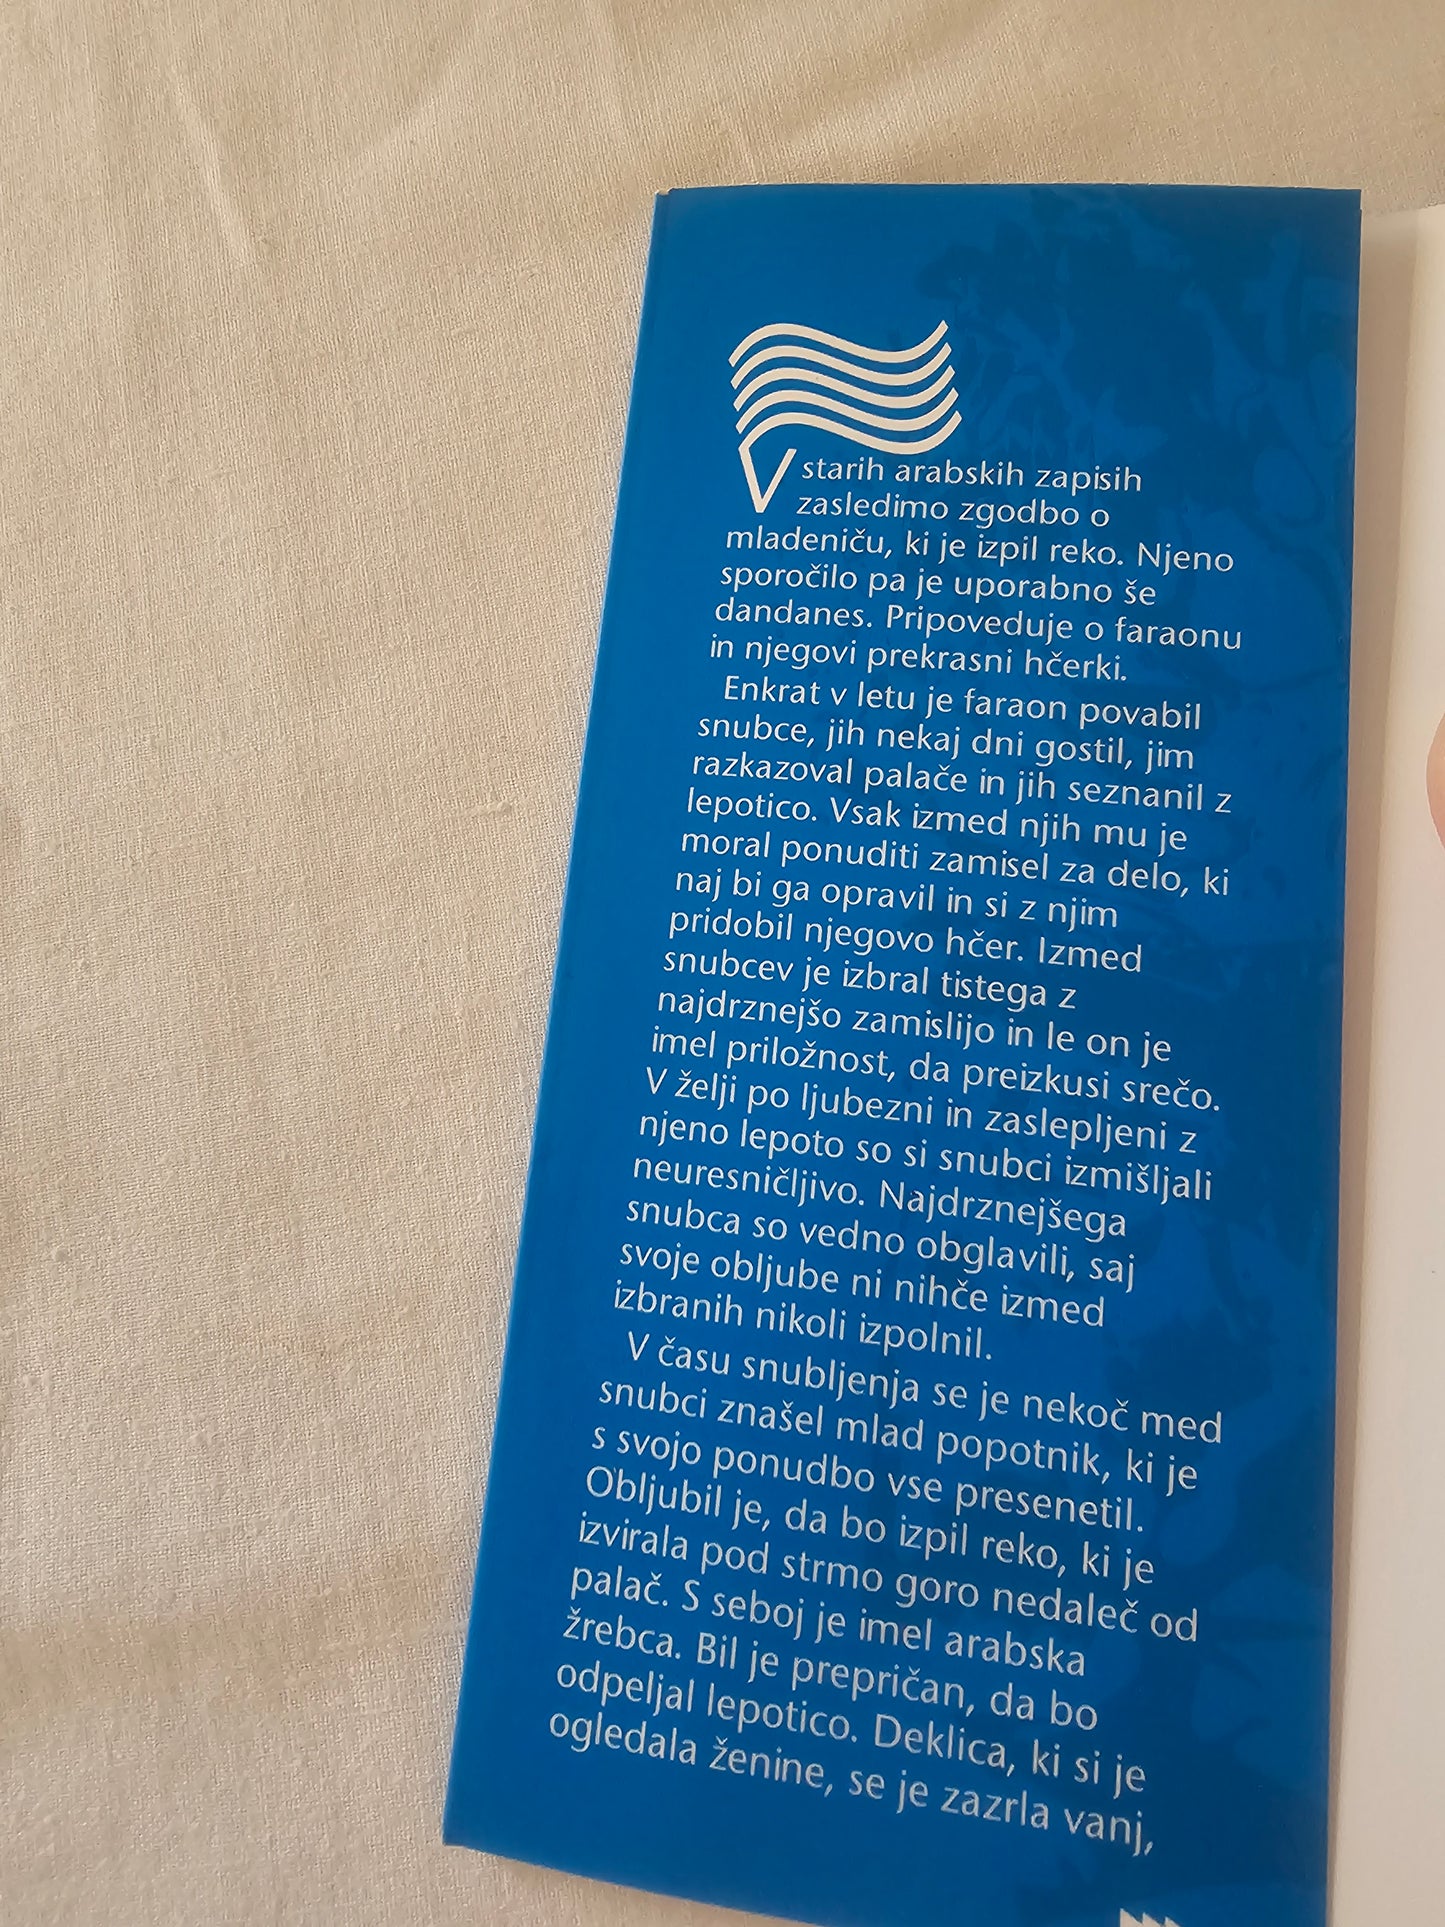 V starih arabskih zapisih
zasledimo zgodbo o
mladeniču, ki je izpil reko. Njeno
sporočilo pa je uporabno še
dandanes. Pripoveduje o faraonu
in njegovi prekrasni hčerki.
Enkrat v letu je faraon povabil
snubce, jih nekaj dni gostil, jim
razkazoval palače in jih seznanil z
lepotico. Vsak izmed njih mu je
moral ponuditi zamisel za delo, ki
naj bi ga opravil in si z njim
pridobil njegovo hčer. Izmed
snubcev je izbral tistega z
najdrznejšo zamislijo in le on je
imel priložnost, da preizkusi srečo.
V želji po ljubezni in zaslepljeni z
njeno lepoto so si snubci izmišljali
neuresničljivo. Najdrznejšega
snubca so vedno obglavili, saj
svoje obljube ni nihče izmed
izbranih nikoli izpolnil.
V času snubljenja se je nekoč med
snubci znašel mlad popotnik, ki je
s svojo ponudbo vse presenetil.
Obljubil je, da bo izpil reko, ki je
izvirala pod strmo goro nedaleč od
palač. S seboj je imel arabska
žrebca. Bil je prepričan, da bo
odpeljal lepotico. Deklica, ki si je
ogledala ženine, se je zazrla vanj,